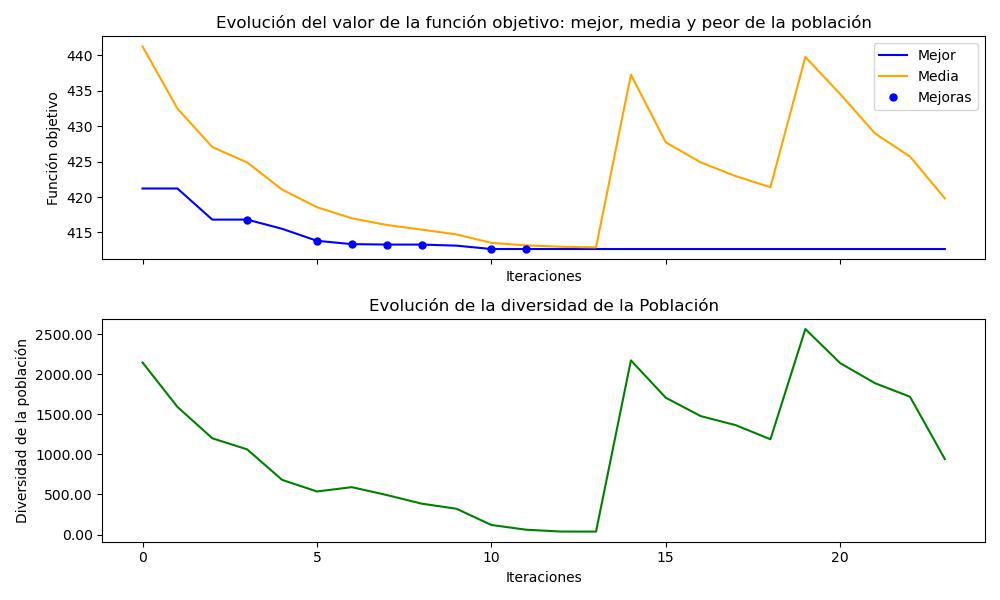 Evolución del valor de la función objetivo: mejor, media y peor de la población
440
435
430
425
420
415
Función objetivo
Mejor
Media
Mejoras
Iteraciones
Evolución de la diversidad de la Población
2500.00
2000.00
1500.00
1000.00
500.00
0.00
Diversidad de la población
0 5 10 15 20
Iteraciones